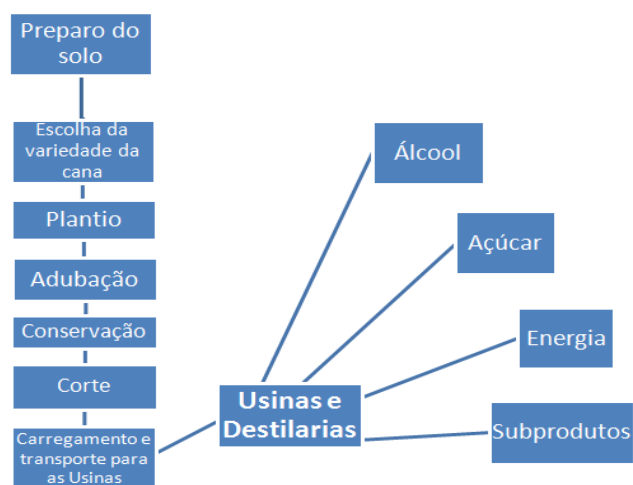 Preparo do
solo
Escolha da
variedade da
cana
Plantio
Adubação
Conservação
Corte
Carregamento e
transporte para
as Usinas
Usinas e
Destilarias
Álcool
Açúcar
Energia
Subprodutos